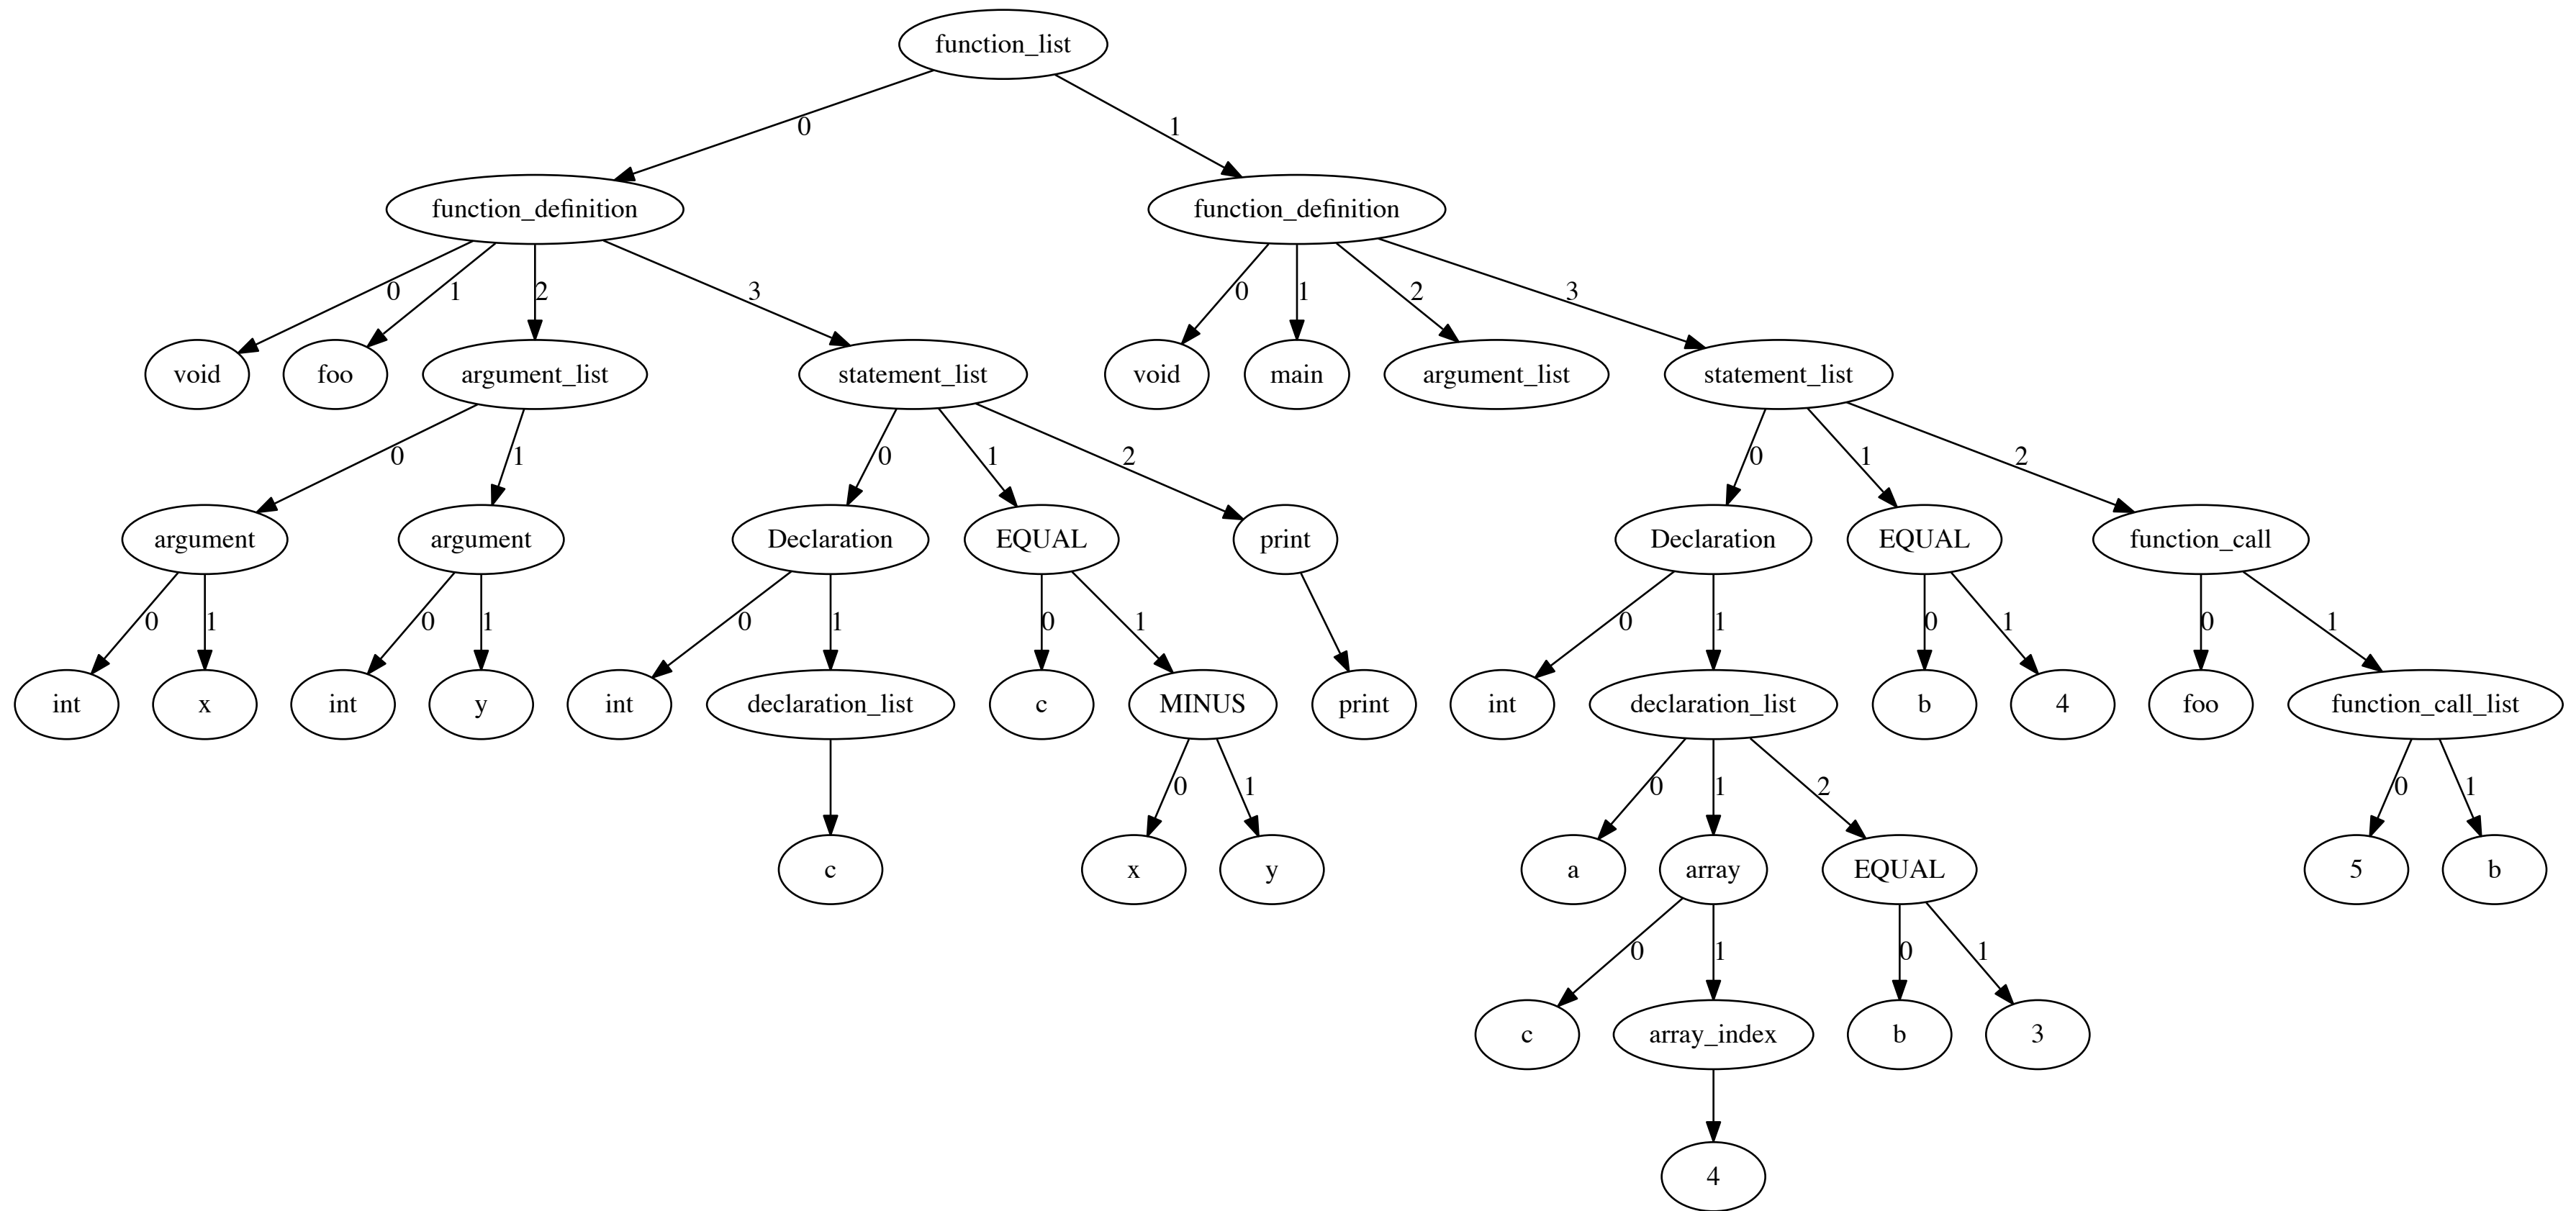 function_list
0 1
function_definition function_definition
0 1 2 3 0 1 2 3
void foo argument_list statement_list void main argument_list statement_list
0 1 0 1 2 0 1 2
argument argument Declaration EQUAL print Declaration EQUAL function_call
0 1 0 1 0 1 0 1 0 1 0 1 0 1
int x int y int declaration_list c MINUS print int declaration_list b 4 foo function_call_list
0 1 0 1 2 0 1
c x y a array EQUAL 5 b
0 1 0 1
c array_index b 3
4